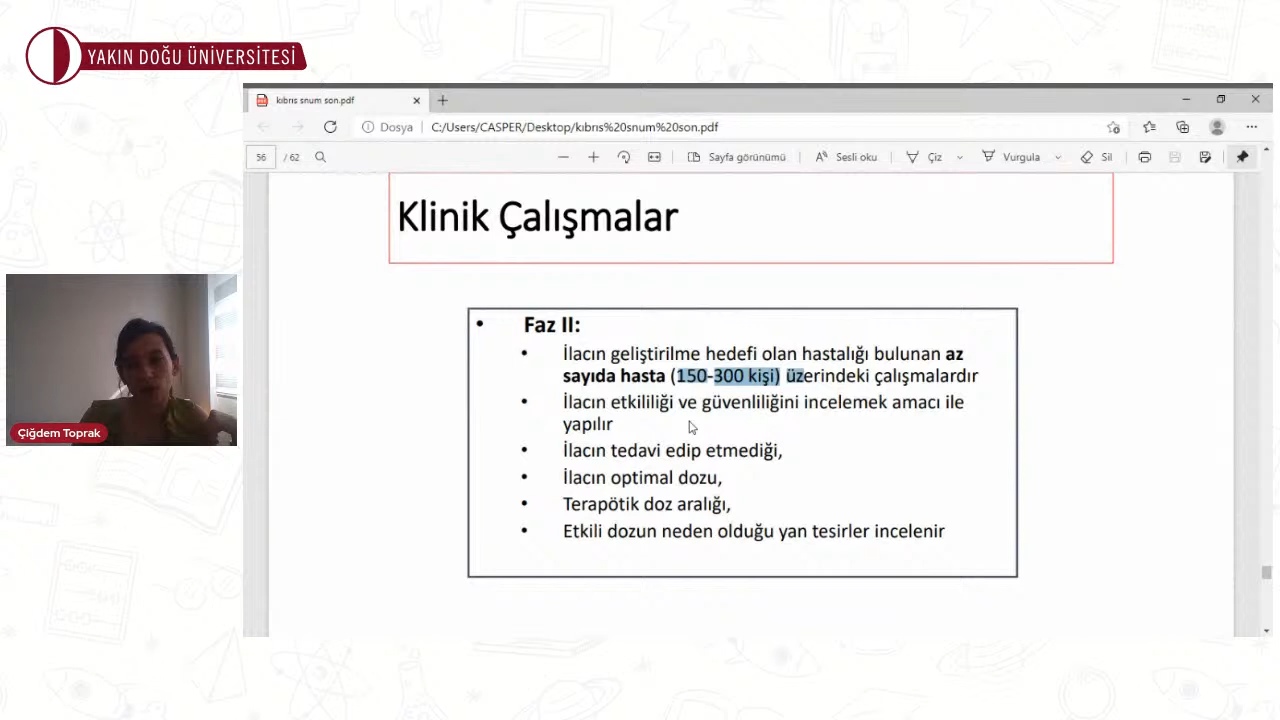 YAKIN DOĞU ÜNİVERSİTESİ
kıbrıs snum son.pdf
Dosya C:/Users/CASPER/Desktop/kıbrıs%20snum%20son.pdf
56 / 62 Sayfa görünümü Sesli oku Çiz Vurgula Sil
Klinik Çalışmalar
• Faz II:
• İlacın geliştirilme hedefi olan hastalığı bulunan az
sayıda hasta (150-300 kişi) üzerindeki çalışmalardır
• İlacın etkililiği ve güvenliliğini incelemek amacı ile
yapılır
• İlacın tedavi edip etmediği,
• İlacın optimal dozu,
• Terapötik doz aralığı,
• Etkili dozun neden olduğu yan tesirler incelenir
Çiğdem Toprak